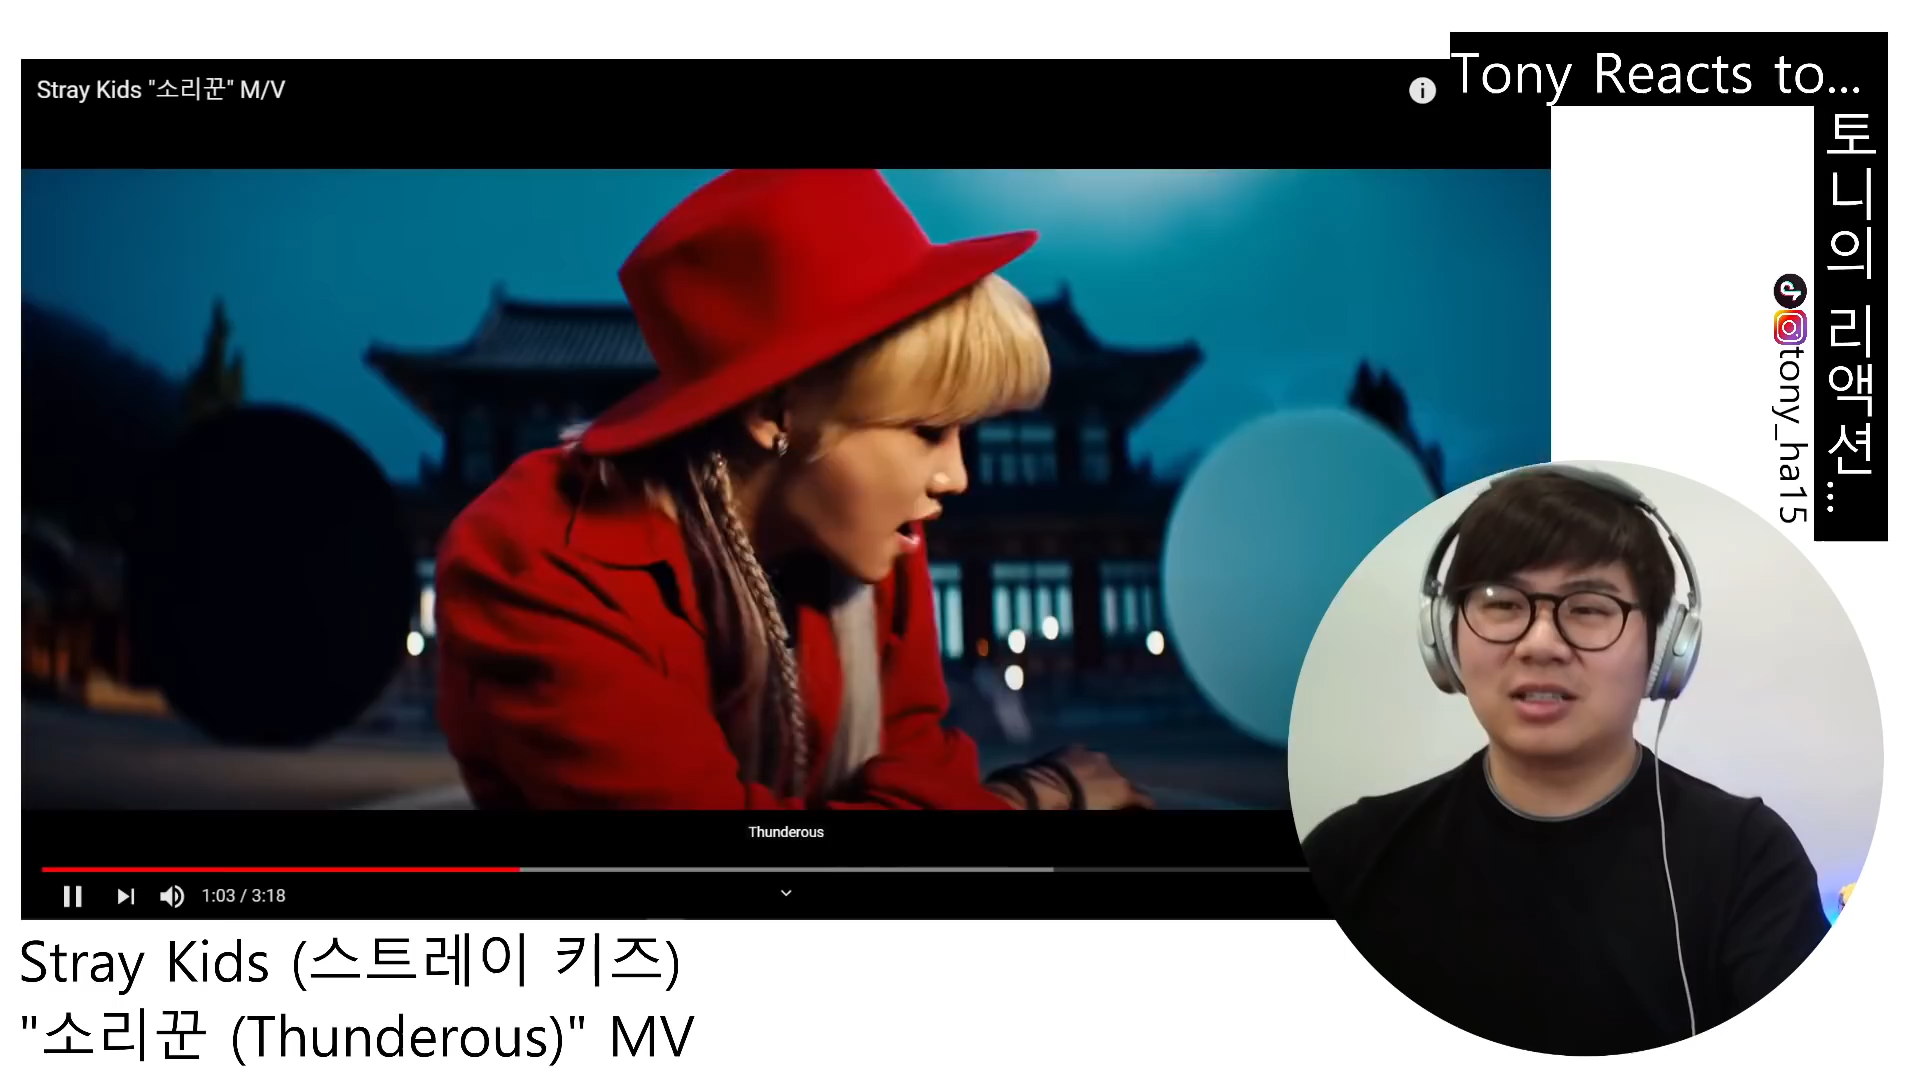 Stray Kids "소리꾼" M/V
Tony Reacts to...
토니의 리액션...
tony_ha15
Thunderous
1:03 / 3:18
Stray Kids (스트레이 키즈)
"소리꾼 (Thunderous)" MV